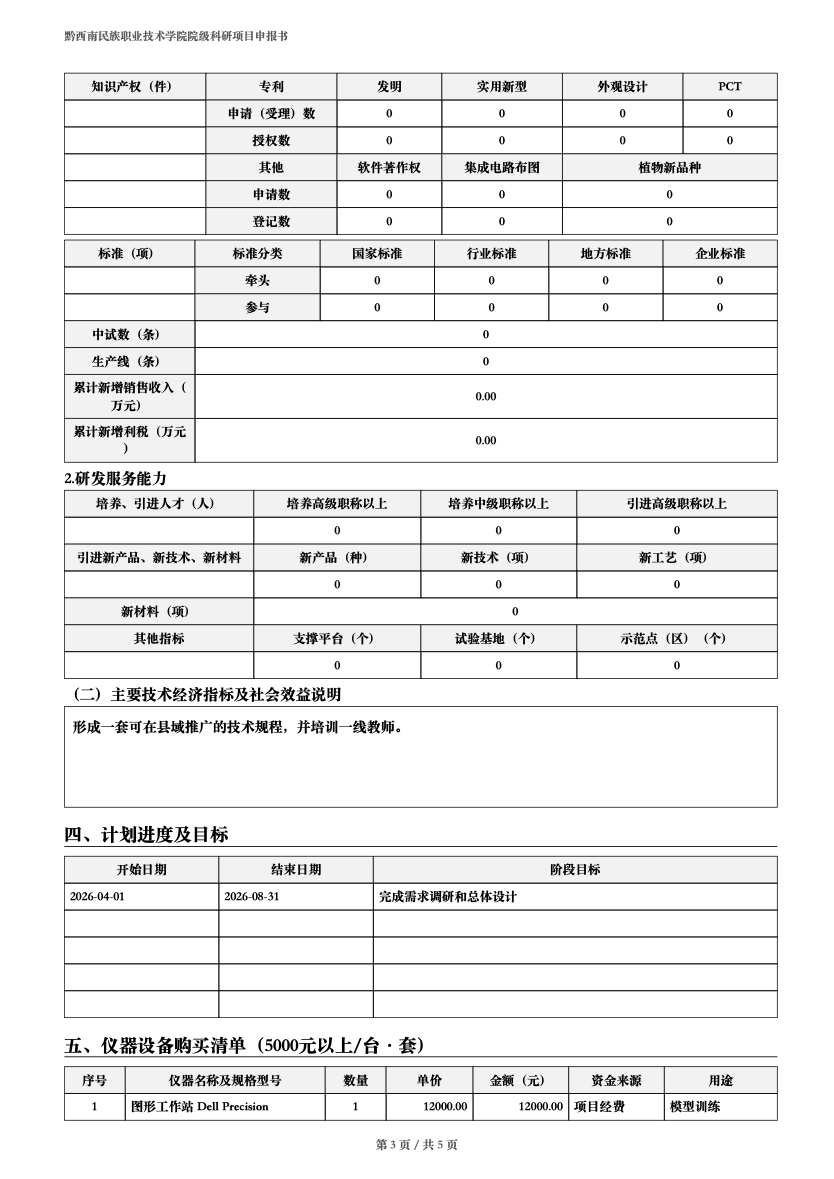 黔西南民族职业技术学院院级科研项目申报书
知识产权（件） 专利 发明 实用新型 外观设计 PCT
申请（受理）数 0 0 0 0
授权数 0 0 0 0
其他 软件著作权 集成电路布图 植物新品种
申请数 0 0 0
登记数 0 0 0
标准（项） 标准分类 国家标准 行业标准 地方标准 企业标准
牵头 0 0 0 0
参与 0 0 0 0
中试数（条） 0
生产线（条） 0
累计新增销售收入（
万元） 0.00
累计新增利税（万元
） 0.00
2.研发服务能力
培养、引进人才（人） 培养高级职称以上 培养中级职称以上 引进高级职称以上
0 0 0
引进新产品、新技术、新材料 新产品（种） 新技术（项） 新工艺（项）
0 0 0
新材料（项） 0
其他指标 支撑平台（个） 试验基地（个） 示范点（区）（个）
0 0 0
（二）主要技术经济指标及社会效益说明
形成一套可在县域推广的技术规程，并培训一线教师。
四、计划进度及目标
开始日期 结束日期 阶段目标
2026-04-01 2026-08-31 完成需求调研和总体设计
五、仪器设备购买清单（5000元以上/台·套）
序号 仪器名称及规格型号 数量 单价 金额（元） 资金来源 用途
1 图形工作站 Dell Precision 1 12000.00 12000.00 项目经费 模型训练
第 3 页 / 共 5 页